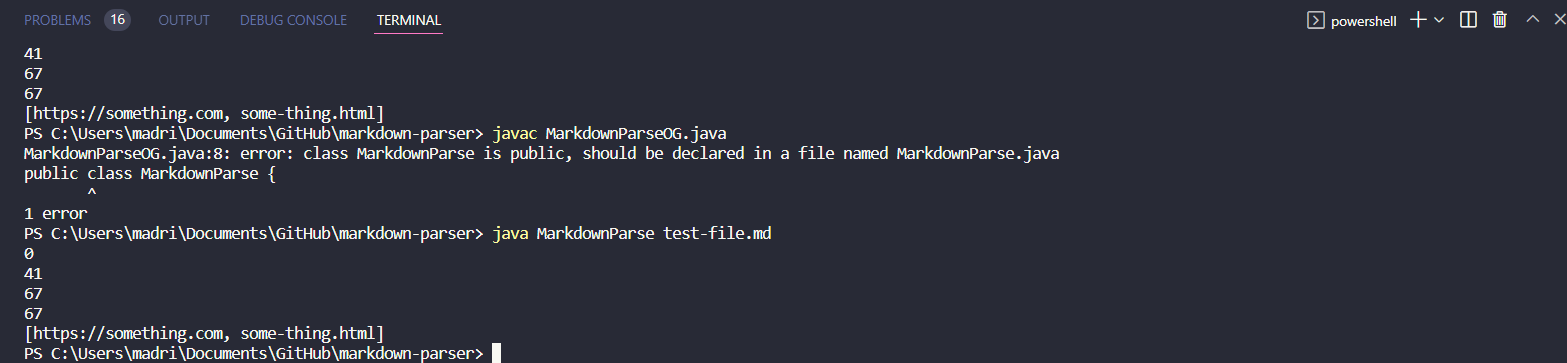 PROBLEMS 16 OUTPUT DEBUG CONSOLE TERMINAL powershell
41
67
67
[https://something.com, some-thing.html]
PS C:\Users\madri\Documents\GitHub\markdown-parser> javac MarkdownParseOG.java
MarkdownParseOG.java:8: error: class MarkdownParse is public, should be declared in a file named MarkdownParse.java
public class MarkdownParse {
       ^
1 error
PS C:\Users\madri\Documents\GitHub\markdown-parser> java MarkdownParse test-file.md
0
41
67
67
[https://something.com, some-thing.html]
PS C:\Users\madri\Documents\GitHub\markdown-parser>